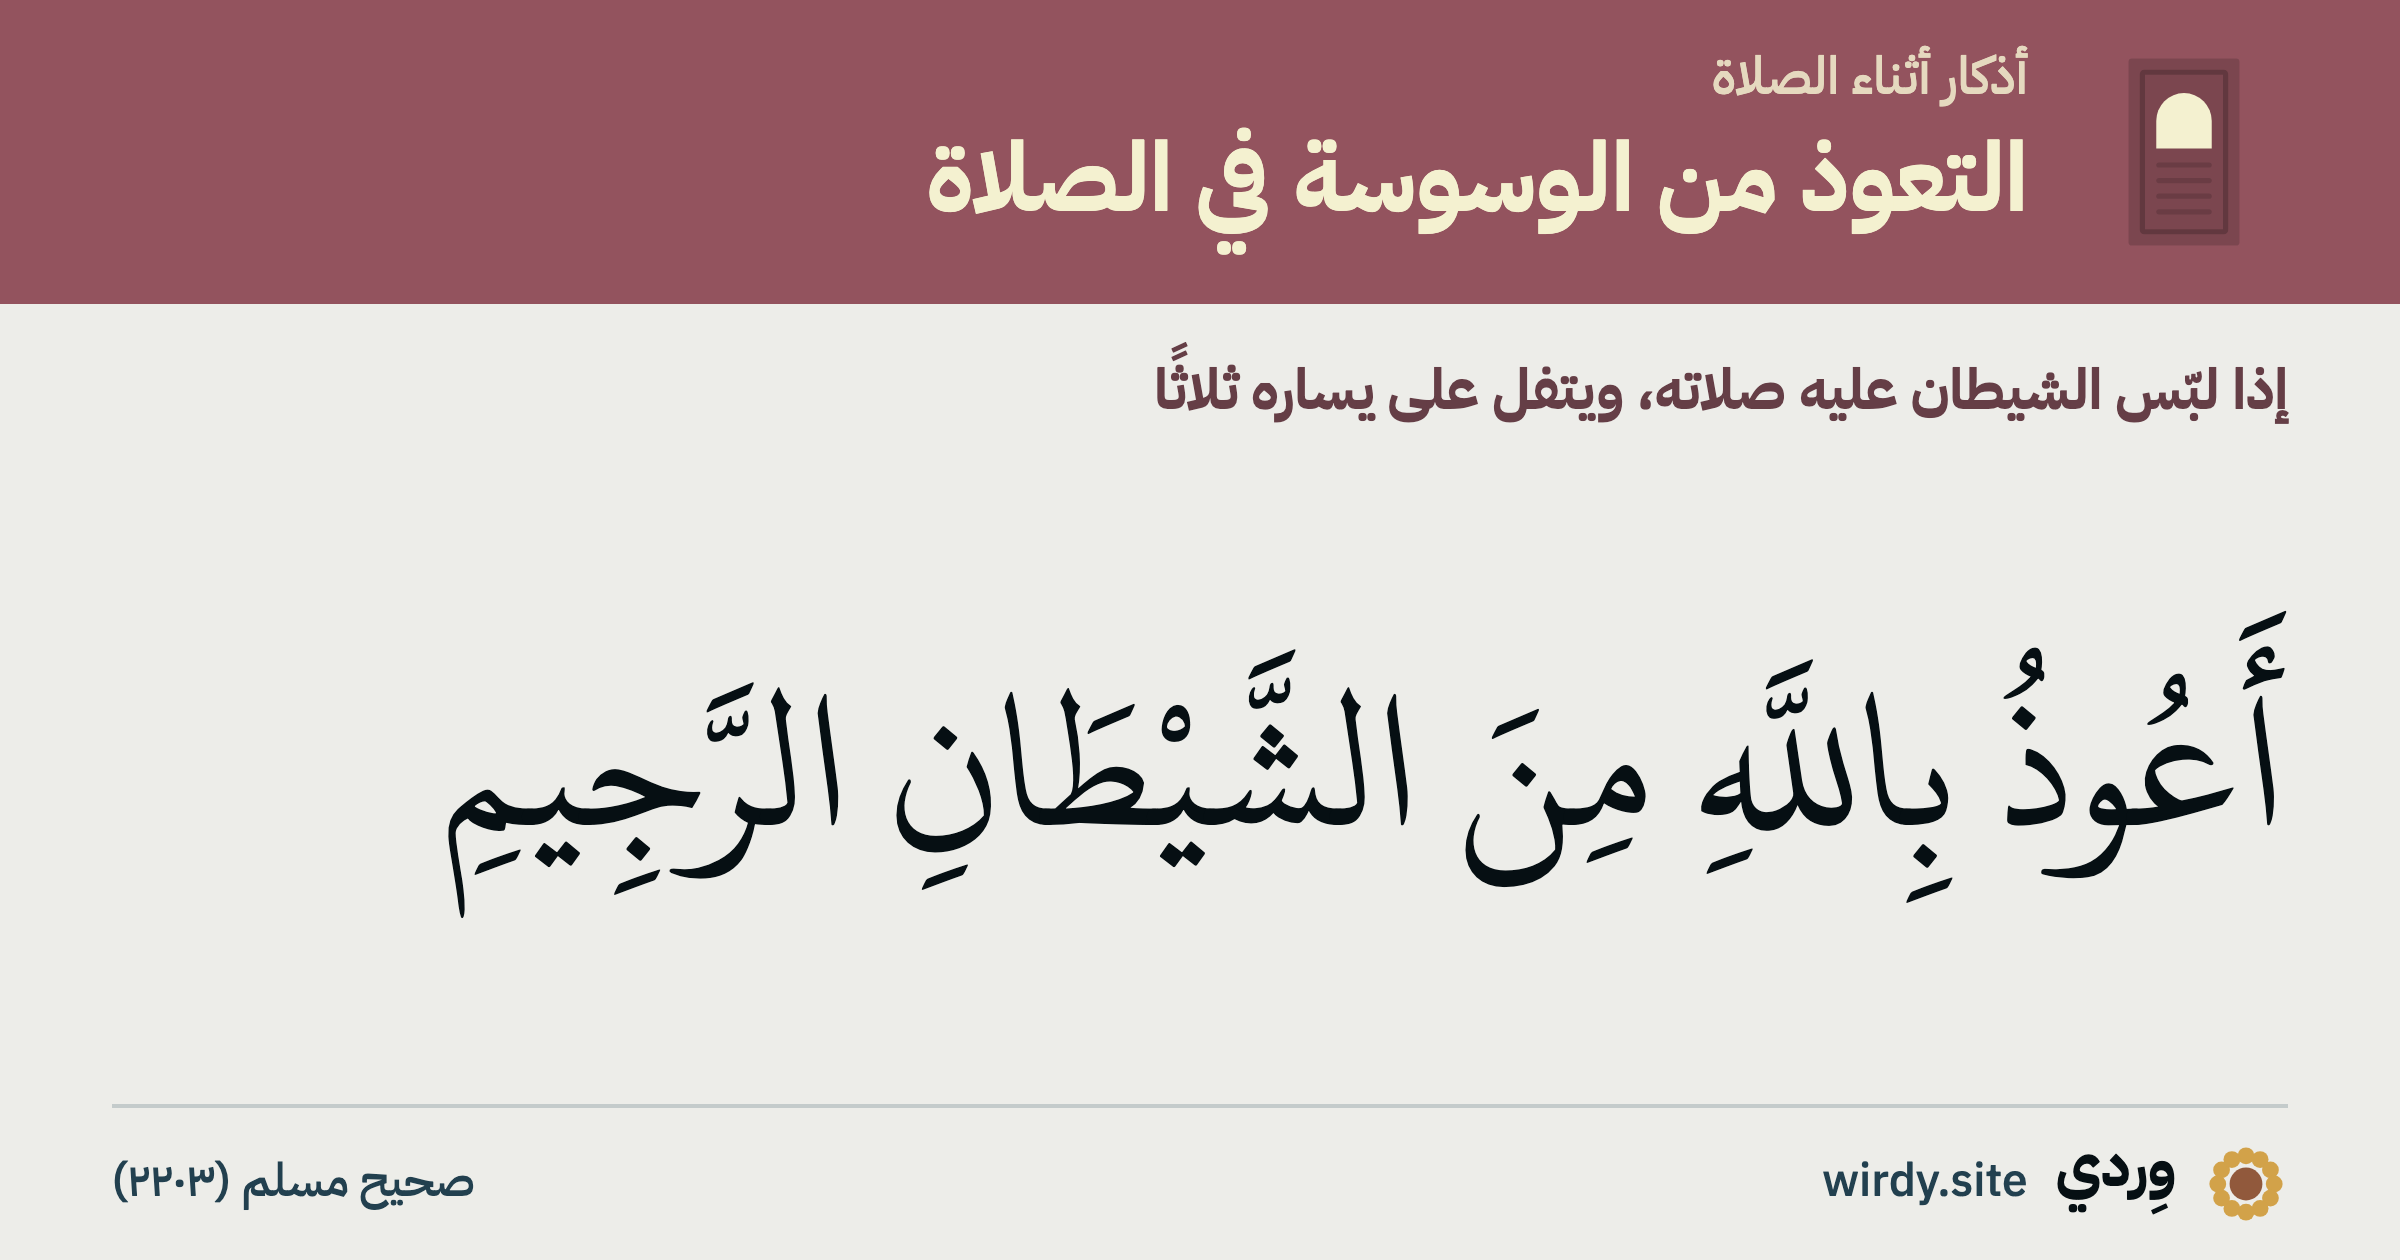 أذكار أثناء الصلاة
التعوذ من الوسوسة في الصلاة
إذا لبّس الشيطان عليه صلاته، ويتفل على يساره ثلاثًا
أَعُوذُ بِاللَّهِ مِنَ الشَّيْطَانِ الرَّجِيمِ
وِردي wirdy.site
صحيح مسلم (٢٢٠٣)